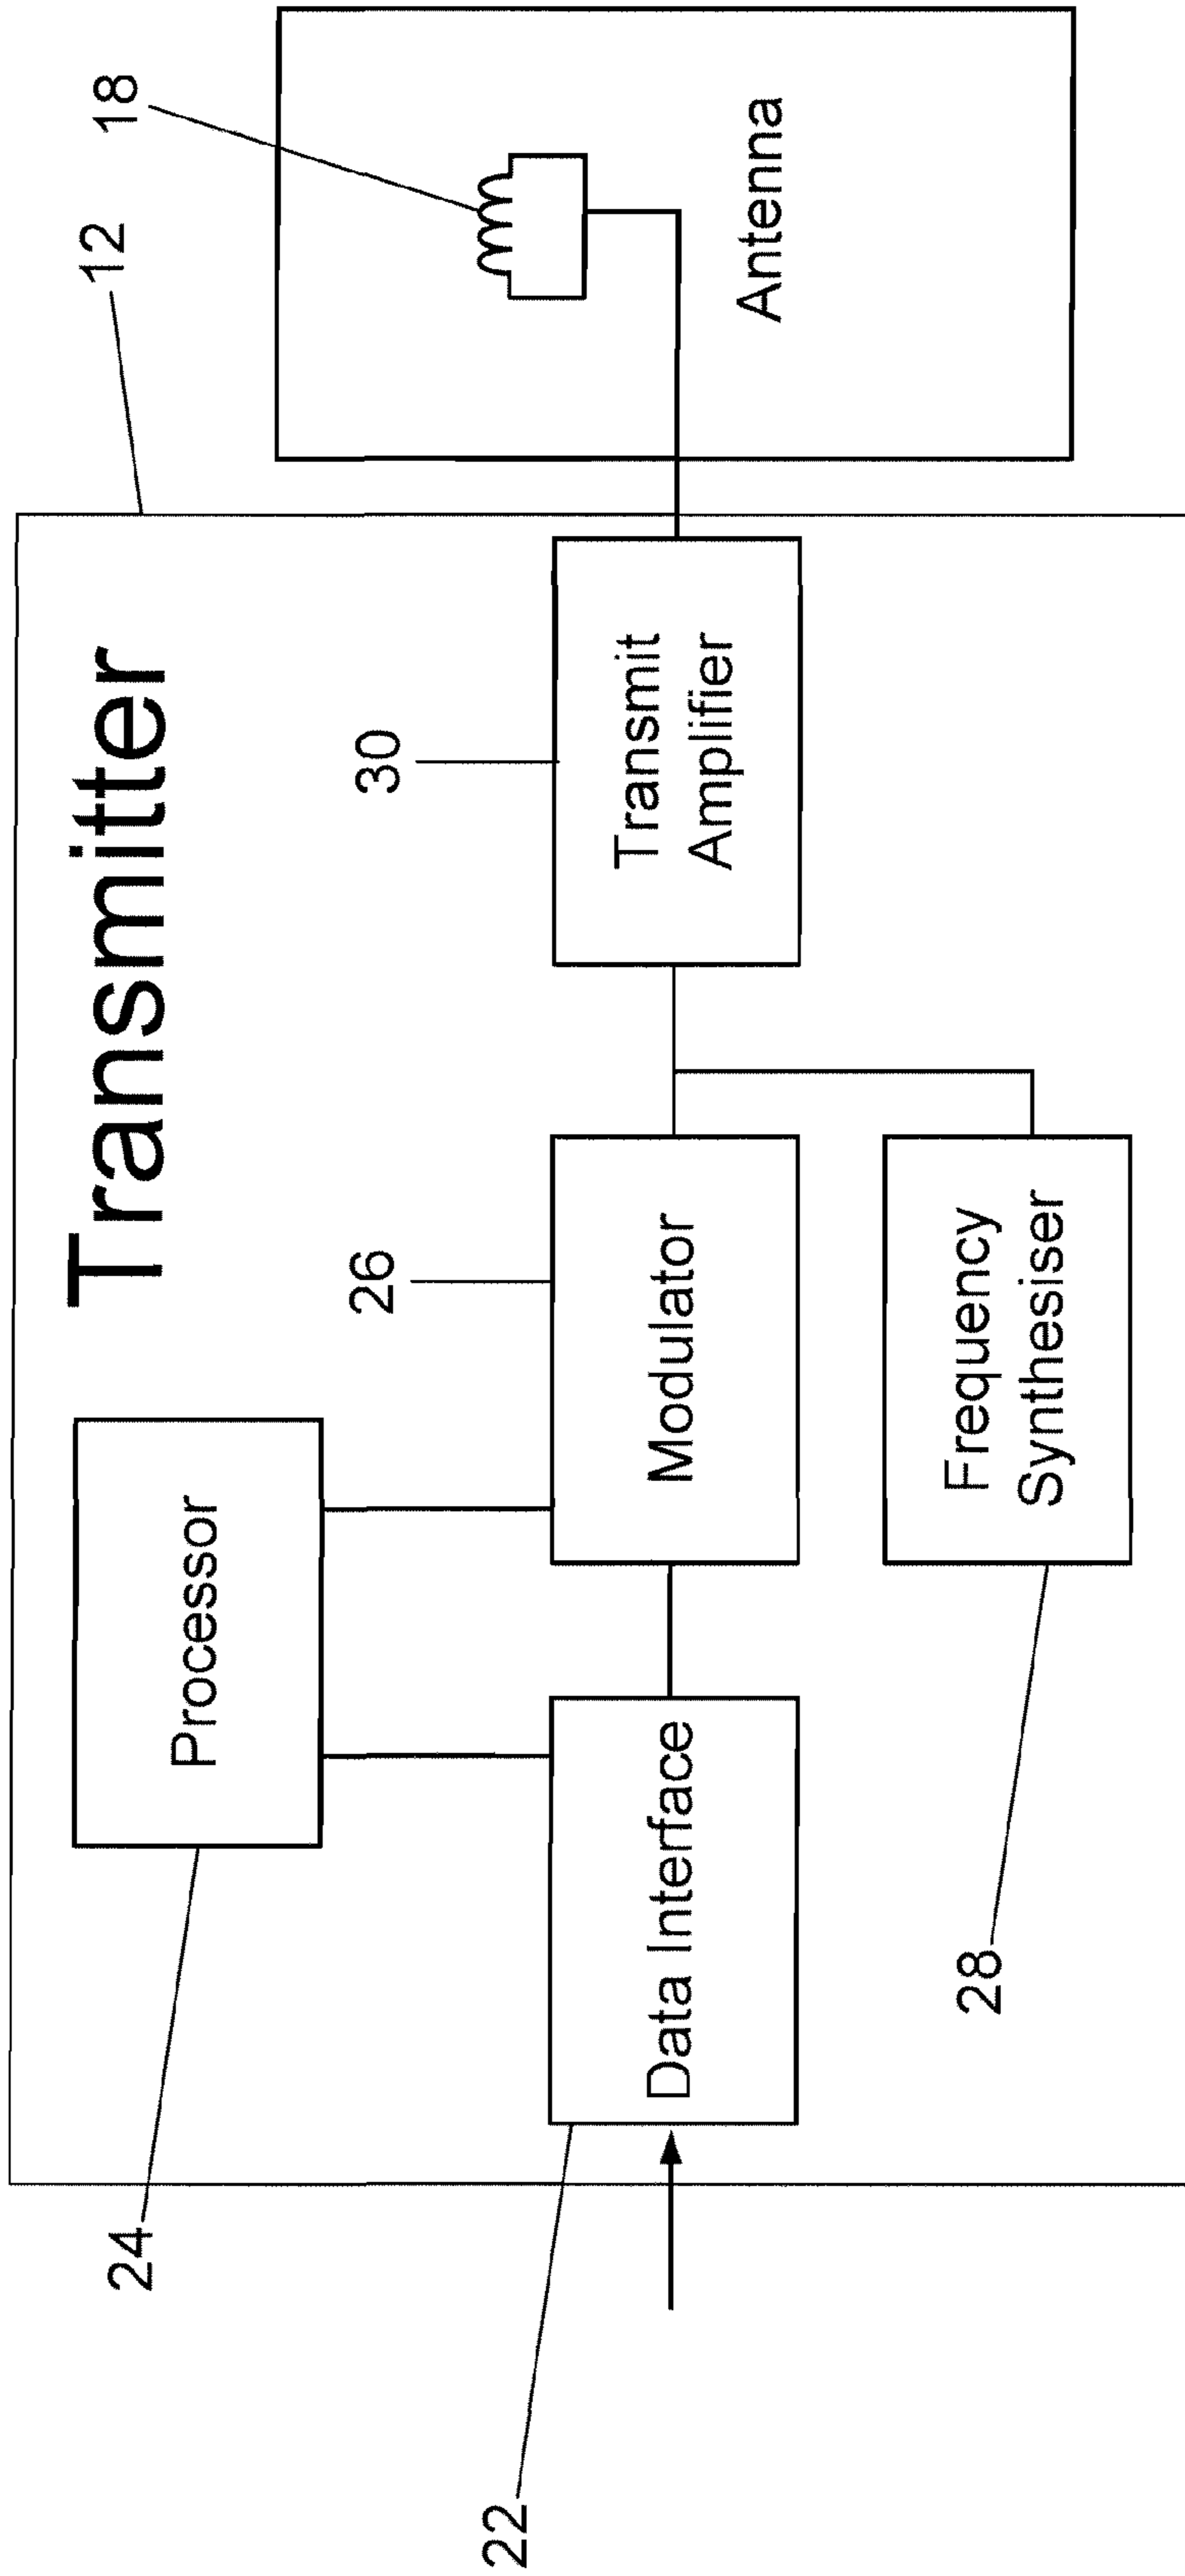 Transmitter
12
18
24
Processor
26
30
22
Data Interface
Modulator
Transmit
Amplifier
Antenna
28
Frequency
Synthesiser